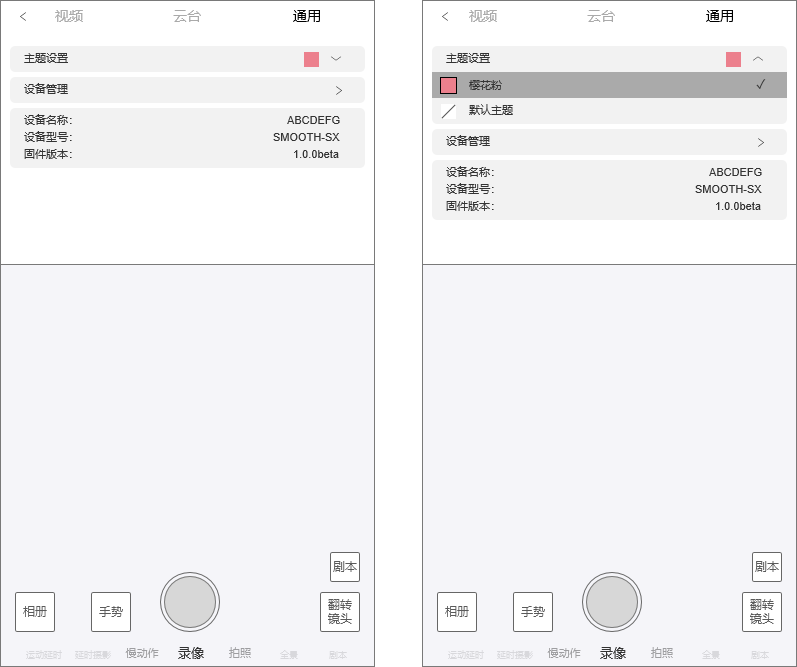 视频 云台 通用
主题设置
设备管理
设备名称: ABCDEFG
设备型号: SMOOTH-SX
固件版本: 1.0.0beta
剧本
相册 手势 翻转
镜头
运动延时 延时摄影 慢动作 录像 拍照 全景 剧本
视频 云台 通用
主题设置
樱花粉
默认主题
设备管理
设备名称: ABCDEFG
设备型号: SMOOTH-SX
固件版本: 1.0.0beta
剧本
相册 手势 翻转
镜头
运动延时 延时摄影 慢动作 录像 拍照 全景 剧本